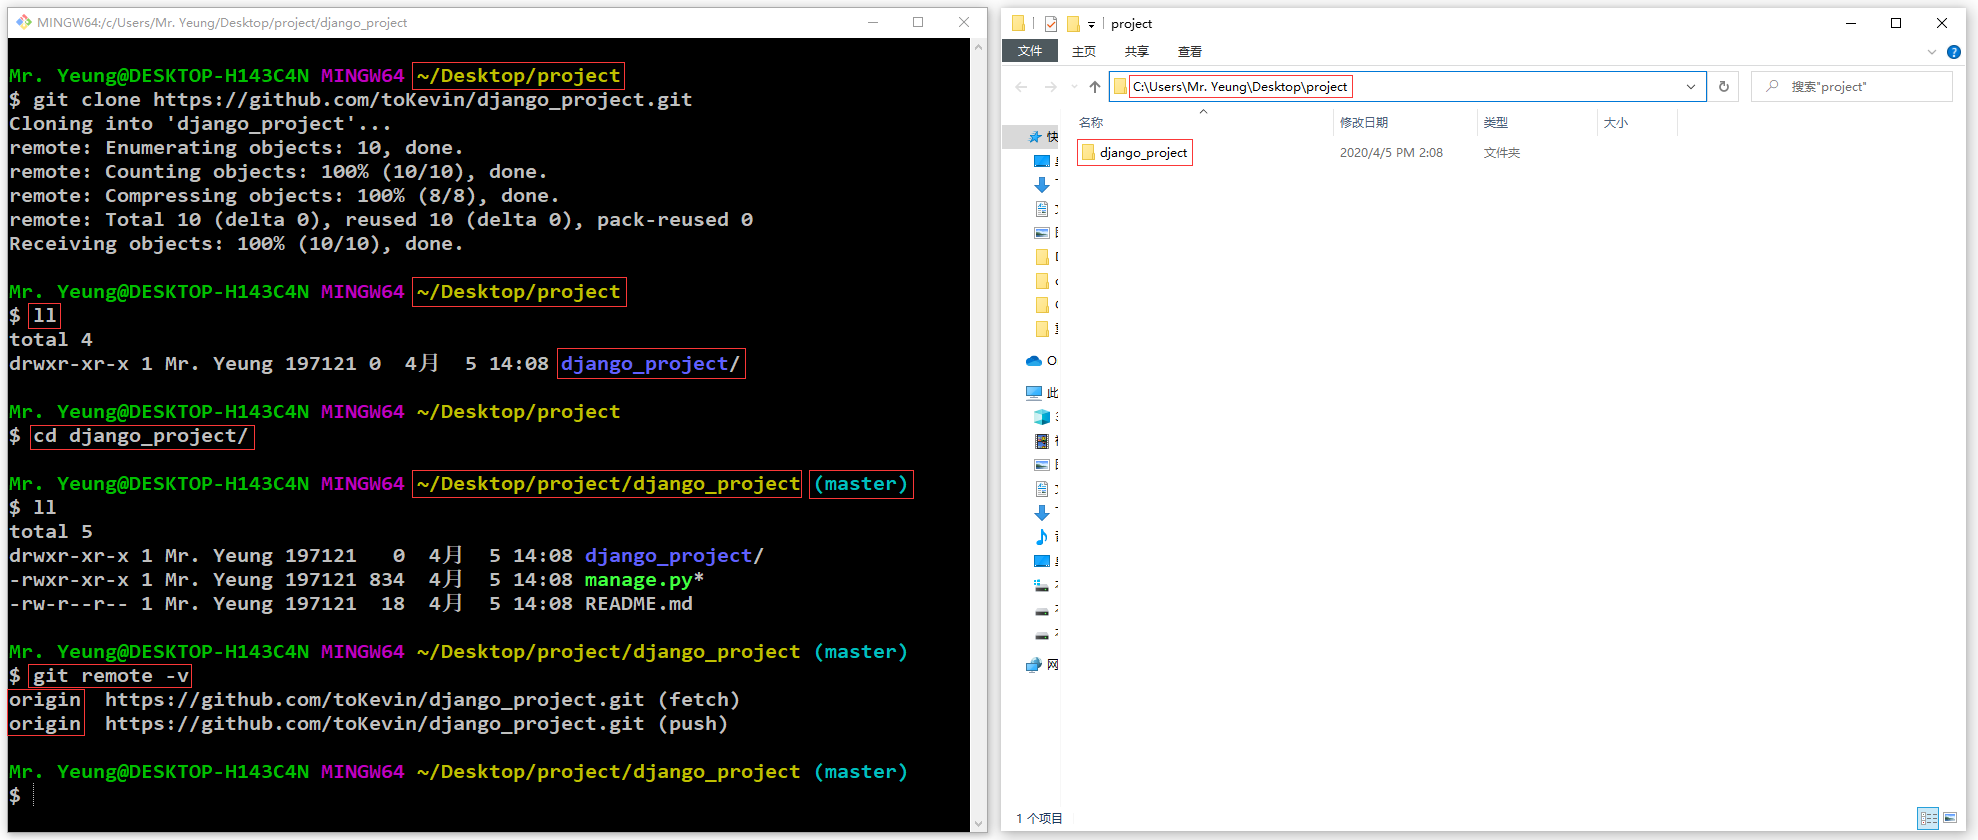 MINGW64:/c/Users/Mr. Yeung/Desktop/project/django_project
Mr. Yeung@DESKTOP-H143C4N MINGW64 ~/Desktop/project
$ git clone https://github.com/toKevin/django_project.git
Cloning into 'django_project'...
remote: Enumerating objects: 10, done.
remote: Counting objects: 100% (10/10), done.
remote: Compressing objects: 100% (8/8), done.
remote: Total 10 (delta 0), reused 10 (delta 0), pack-reused 0
Receiving objects: 100% (10/10), done.
Mr. Yeung@DESKTOP-H143C4N MINGW64 ~/Desktop/project
$ ll
total 4
drwxr-xr-x 1 Mr. Yeung 197121 0  4月  5 14:08 django_project/
Mr. Yeung@DESKTOP-H143C4N MINGW64 ~/Desktop/project
$ cd django_project/
Mr. Yeung@DESKTOP-H143C4N MINGW64 ~/Desktop/project/django_project (master)
$ ll
total 5
drwxr-xr-x 1 Mr. Yeung 197121   0  4月  5 14:08 django_project/
-rwxr-xr-x 1 Mr. Yeung 197121 834  4月  5 14:08 manage.py*
-rw-r--r-- 1 Mr. Yeung 197121  18  4月  5 14:08 README.md
Mr. Yeung@DESKTOP-H143C4N MINGW64 ~/Desktop/project/django_project (master)
$ git remote -v
origin  https://github.com/toKevin/django_project.git (fetch)
origin  https://github.com/toKevin/django_project.git (push)
Mr. Yeung@DESKTOP-H143C4N MINGW64 ~/Desktop/project/django_project (master)
$
project
文件 主页 共享 查看
C:\Users\Mr. Yeung\Desktop\project 搜索"project"
名称 修改日期 类型 大小
django_project 2020/4/5 PM 2:08 文件夹
快
O
此
网
1 个项目